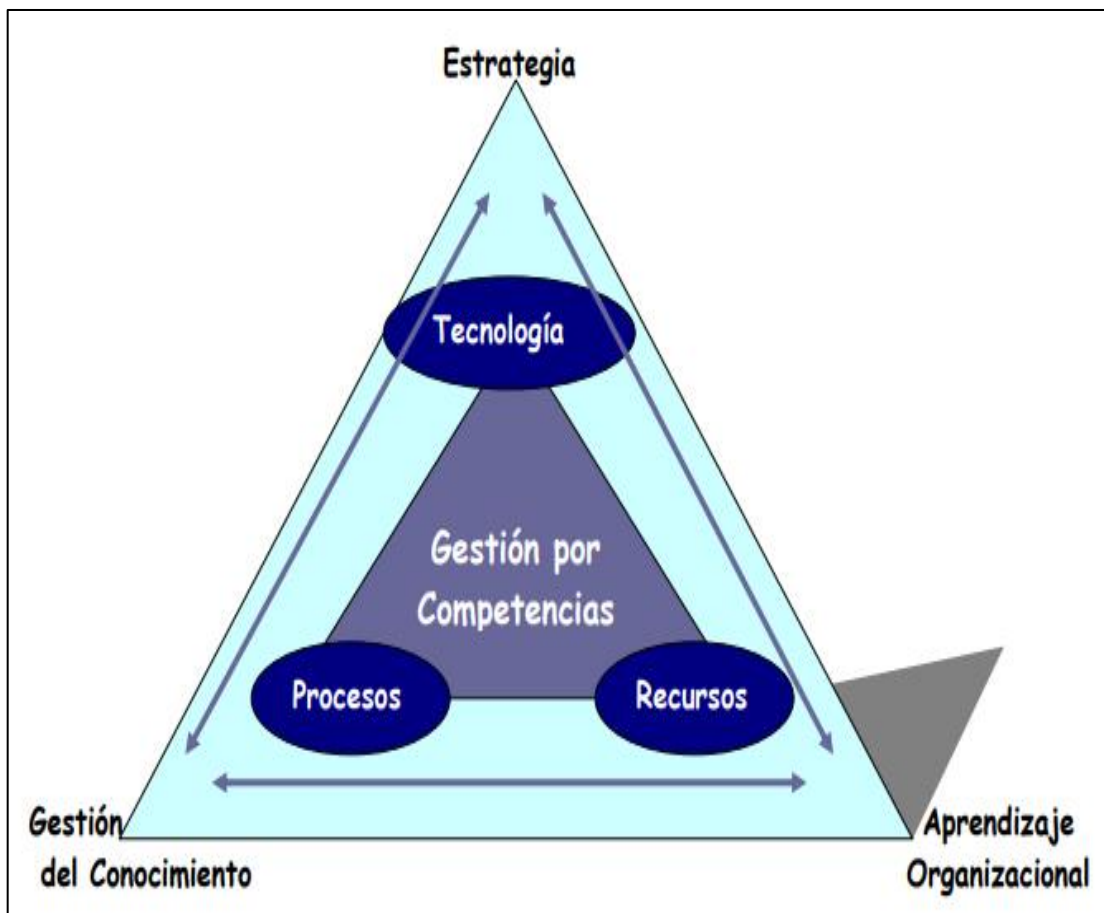 Estrategia
Tecnología
Gestión por
Competencias
Procesos
Recursos
Gestión
del Conocimiento
Aprendizaje
Organizacional